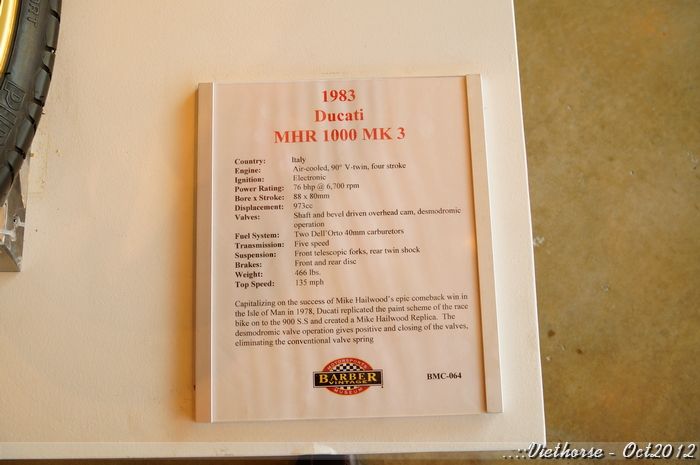 1983
Ducati
MHR 1000 MK 3
Country: Italy
Engine: Air-cooled, 90° V-twin, four stroke
Ignition: Electronic
Power Rating: 76 bhp @ 6,700 rpm
Bore x Stroke: 88 x 80mm
Displacement: 973cc
Valves: Shaft and bevel driven overhead cam, desmodromic
operation
Fuel System: Two Dell'Orto 40mm carburetors
Transmission: Five speed
Suspension: Front telescopic forks, rear twin shock
Brakes: Front and rear disc
Weight: 466 lbs.
Top Speed: 135 mph
Capitalizing on the success of Mike Hailwood's epic comeback win in
the Isle of Man in 1978, Ducati replicated the paint scheme of the race
bike on to the 900 S.S and created a Mike Hailwood Replica. The
desmodromic valve operation gives positive and closing of the valves,
eliminating the conventional valve spring
MOTORSPORTS
BARBER
VINTAGE
MUSEUM
BMC-064
..::Viethorse - Oct2012